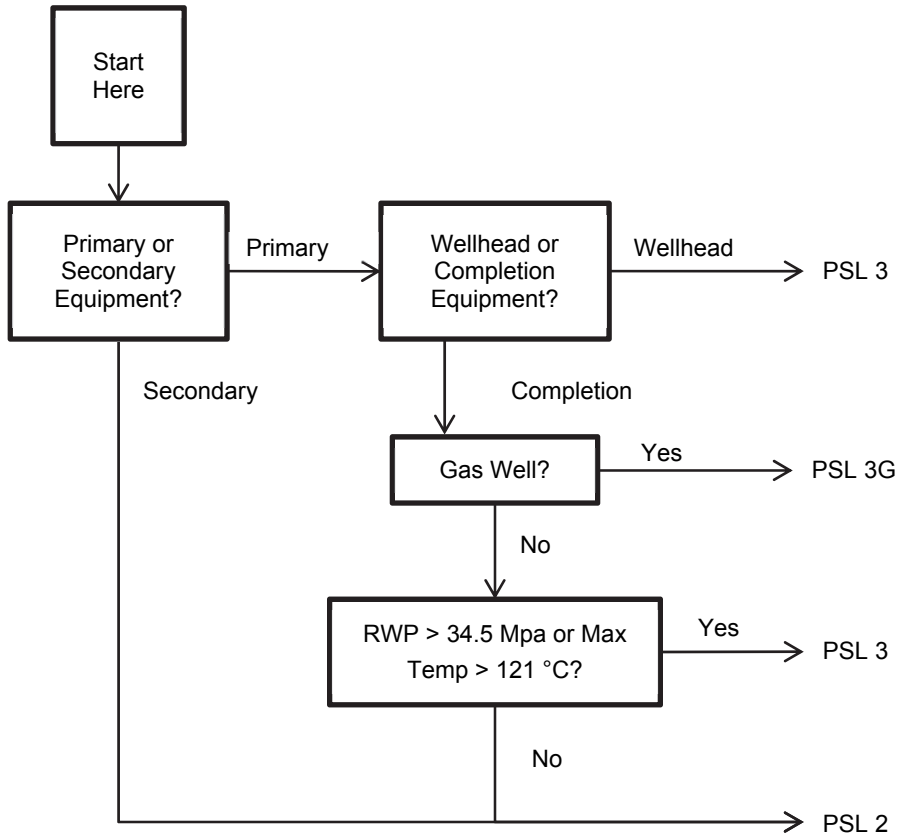 Start
Here
Primary or
Secondary
Equipment?
Primary
Wellhead or
Completion
Equipment?
Wellhead
PSL 3
Secondary
Completion
Gas Well?
Yes
PSL 3G
No
RWP > 34.5 Mpa or Max
Temp > 121 °C?
Yes
PSL 3
No
PSL 2